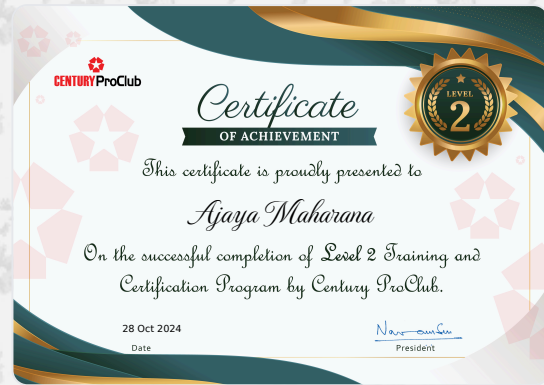 CENTURY ProClub
Certificate
OF ACHIEVEMENT
LEVEL
2
This certificate is proudly presented to
Ajaya Maharana
On the successful completion of Level 2 Training and
Certification Program by Century ProClub.
28 Oct 2024
Date
President